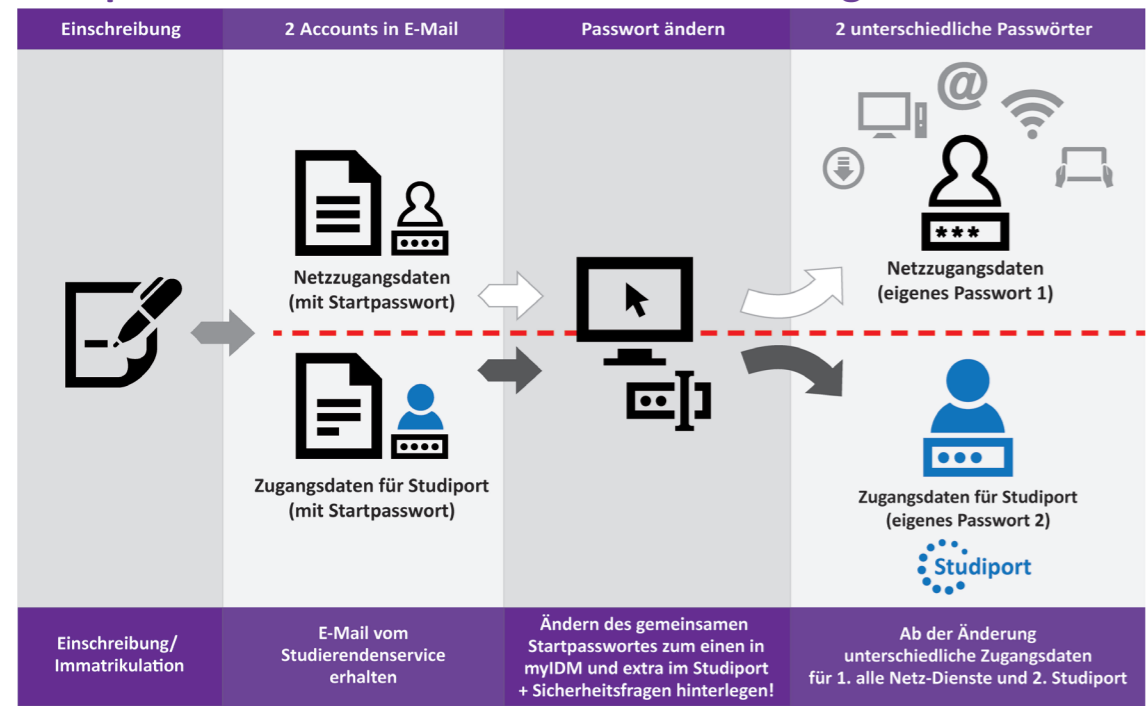 Einschreibung
2 Accounts in E-Mail
Passwort ändern
2 unterschiedliche Passwörter
@
Netzzugangsdaten
(mit Startpasswort)
Zugangsdaten für Studiport
(mit Startpasswort)
***
Netzzugangsdaten
(eigenes Passwort 1)
Zugangsdaten für Studiport
(eigenes Passwort 2)
Studiport
Einschreibung/
Immatrikulation
E-Mail vom
Studierendenservice
erhalten
Ändern des gemeinsamen
Startpasswortes zum einen in
myIDM und extra im Studiport
+ Sicherheitsfragen hinterlegen!
Ab der Änderung
unterschiedliche Zugangsdaten
für 1. alle Netz-Dienste und 2. Studiport